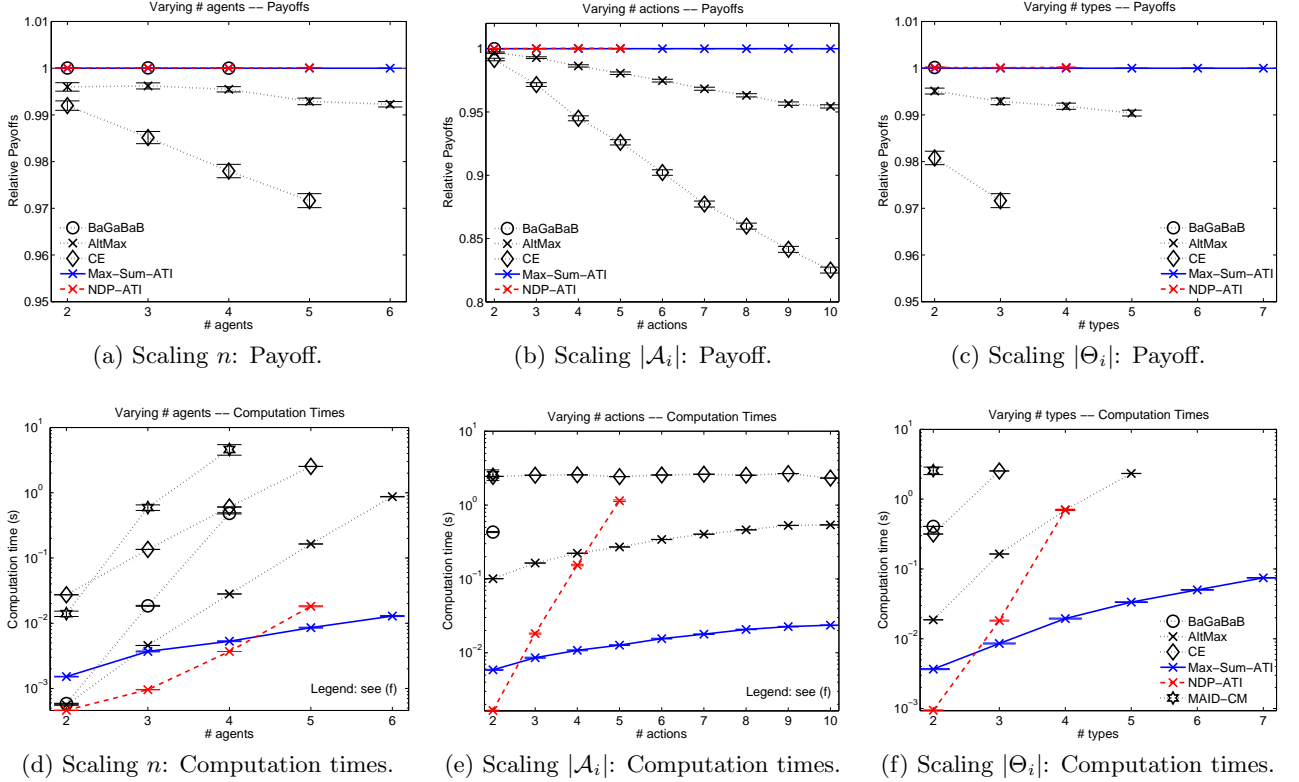 Varying # agents −− Payoffs
1.01
1
0.99
0.98
0.97
0.96
0.95
Relative Payoffs
BaGaBaB
AltMax
CE
Max−Sum−ATI
NDP−ATI
2 3 4 5 6
# agents
(a) Scaling n: Payoff.
Varying # actions −− Payoffs
1
0.95
0.9
0.85
0.8
Relative Payoffs
BaGaBaB
AltMax
CE
Max−Sum−ATI
NDP−ATI
2 3 4 5 6 7 8 9 10
# actions
(b) Scaling |𝒜ᵢ|: Payoff.
Varying # types −− Payoffs
1.01
1
0.99
0.98
0.97
0.96
0.95
Relative Payoffs
BaGaBaB
AltMax
CE
Max−Sum−ATI
NDP−ATI
2 3 4 5 6 7
# types
(c) Scaling |Θᵢ|: Payoff.
Varying # agents −− Computation Times
10¹
10⁰
10⁻¹
10⁻²
10⁻³
Computation time (s)
Legend: see (f)
2 3 4 5 6
# agents
(d) Scaling n: Computation times.
Varying # actions −− Computation Times
10¹
10⁰
10⁻¹
10⁻²
Computation time (s)
Legend: see (f)
2 3 4 5 6 7 8 9 10
# actions
(e) Scaling |𝒜ᵢ|: Computation times.
Varying # types −− Computation Times
10¹
10⁰
10⁻¹
10⁻²
10⁻³
Computation time (s)
BaGaBaB
AltMax
CE
Max−Sum−ATI
NDP−ATI
MAID−CM
2 3 4 5 6 7
# types
(f) Scaling |Θᵢ|: Computation times.